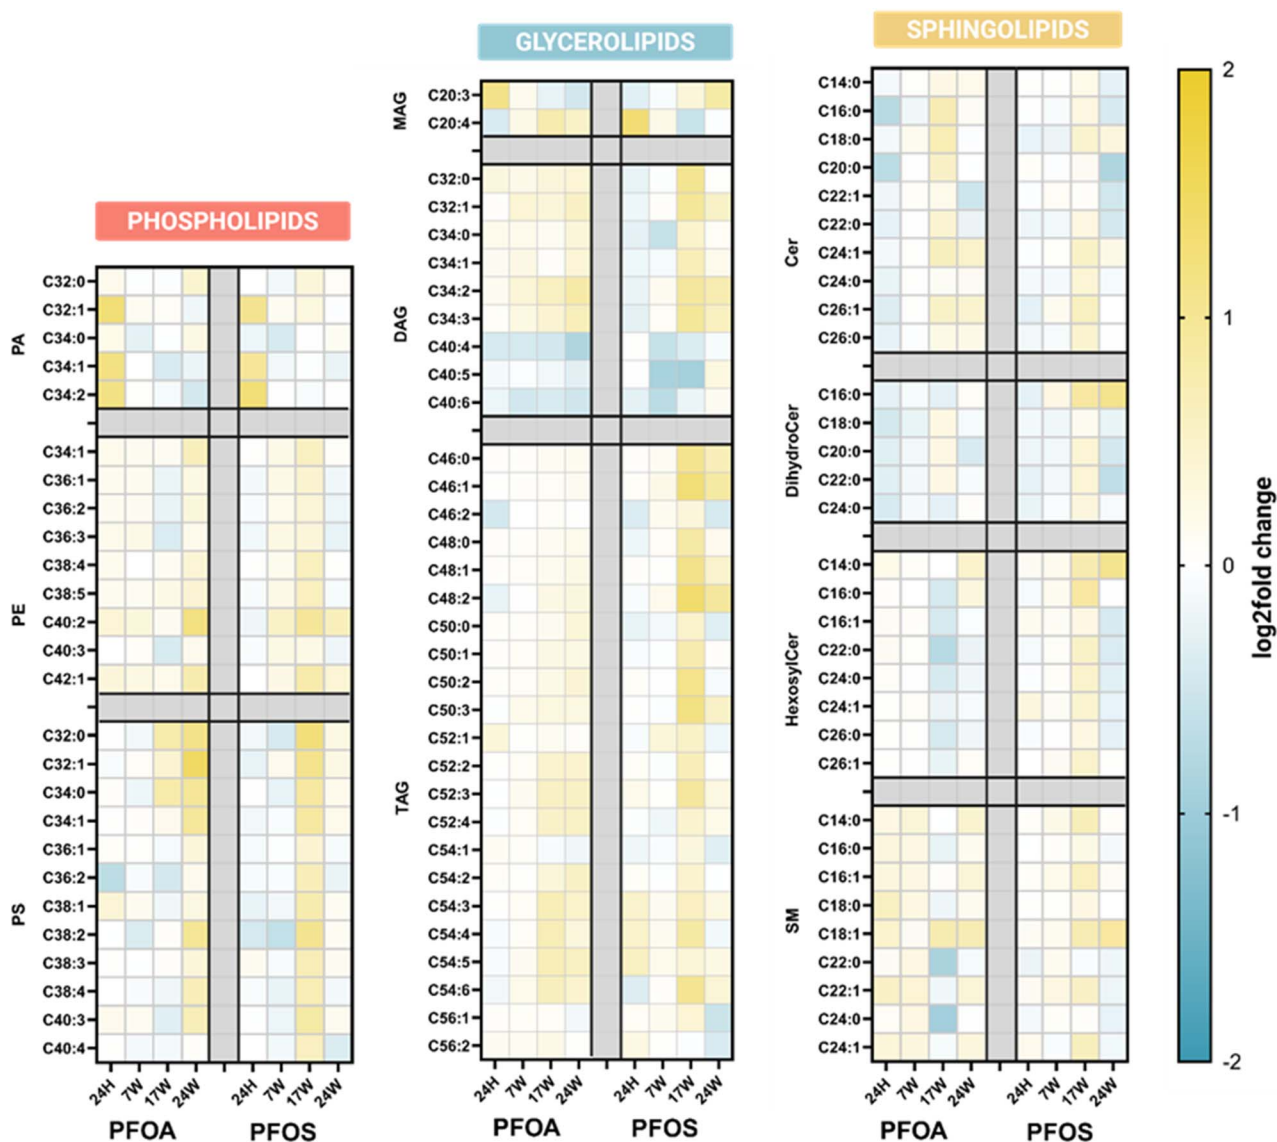 PHOSPHOLIPIDS
PA
C32:0
C32:1
C34:0
C34:1
C34:2
PE
C34:1
C36:1
C36:2
C36:3
C38:4
C38:5
C40:2
C40:3
C42:1
PS
C32:0
C32:1
C34:0
C34:1
C36:1
C36:2
C38:1
C38:2
C38:3
C38:4
C40:3
C40:4
24H 7W 17W 24W 24H 7W 17W 24W
PFOA PFOS
GLYCEROLIPIDS
MAG
C20:3
C20:4
DAG
C32:0
C32:1
C34:0
C34:1
C34:2
C34:3
C40:4
C40:5
C40:6
TAG
C46:0
C46:1
C46:2
C48:0
C48:1
C48:2
C50:0
C50:1
C50:2
C50:3
C52:1
C52:2
C52:3
C52:4
C54:1
C54:2
C54:3
C54:4
C54:5
C54:6
C56:1
C56:2
24H 7W 17W 24W 24H 7W 17W 24W
PFOA PFOS
SPHINGOLIPIDS
Cer
C14:0
C16:0
C18:0
C20:0
C22:1
C22:0
C24:1
C24:0
C26:1
C26:0
DihydroCer
C16:0
C18:0
C20:0
C22:0
C24:0
HexosylCer
C14:0
C16:0
C16:1
C22:0
C24:0
C24:1
C26:0
C26:1
SM
C14:0
C16:0
C16:1
C18:0
C18:1
C22:0
C22:1
C24:0
C24:1
24H 7W 17W 24W 24H 7W 17W 24W
PFOA PFOS
2
1
0
-1
-2
log2fold change